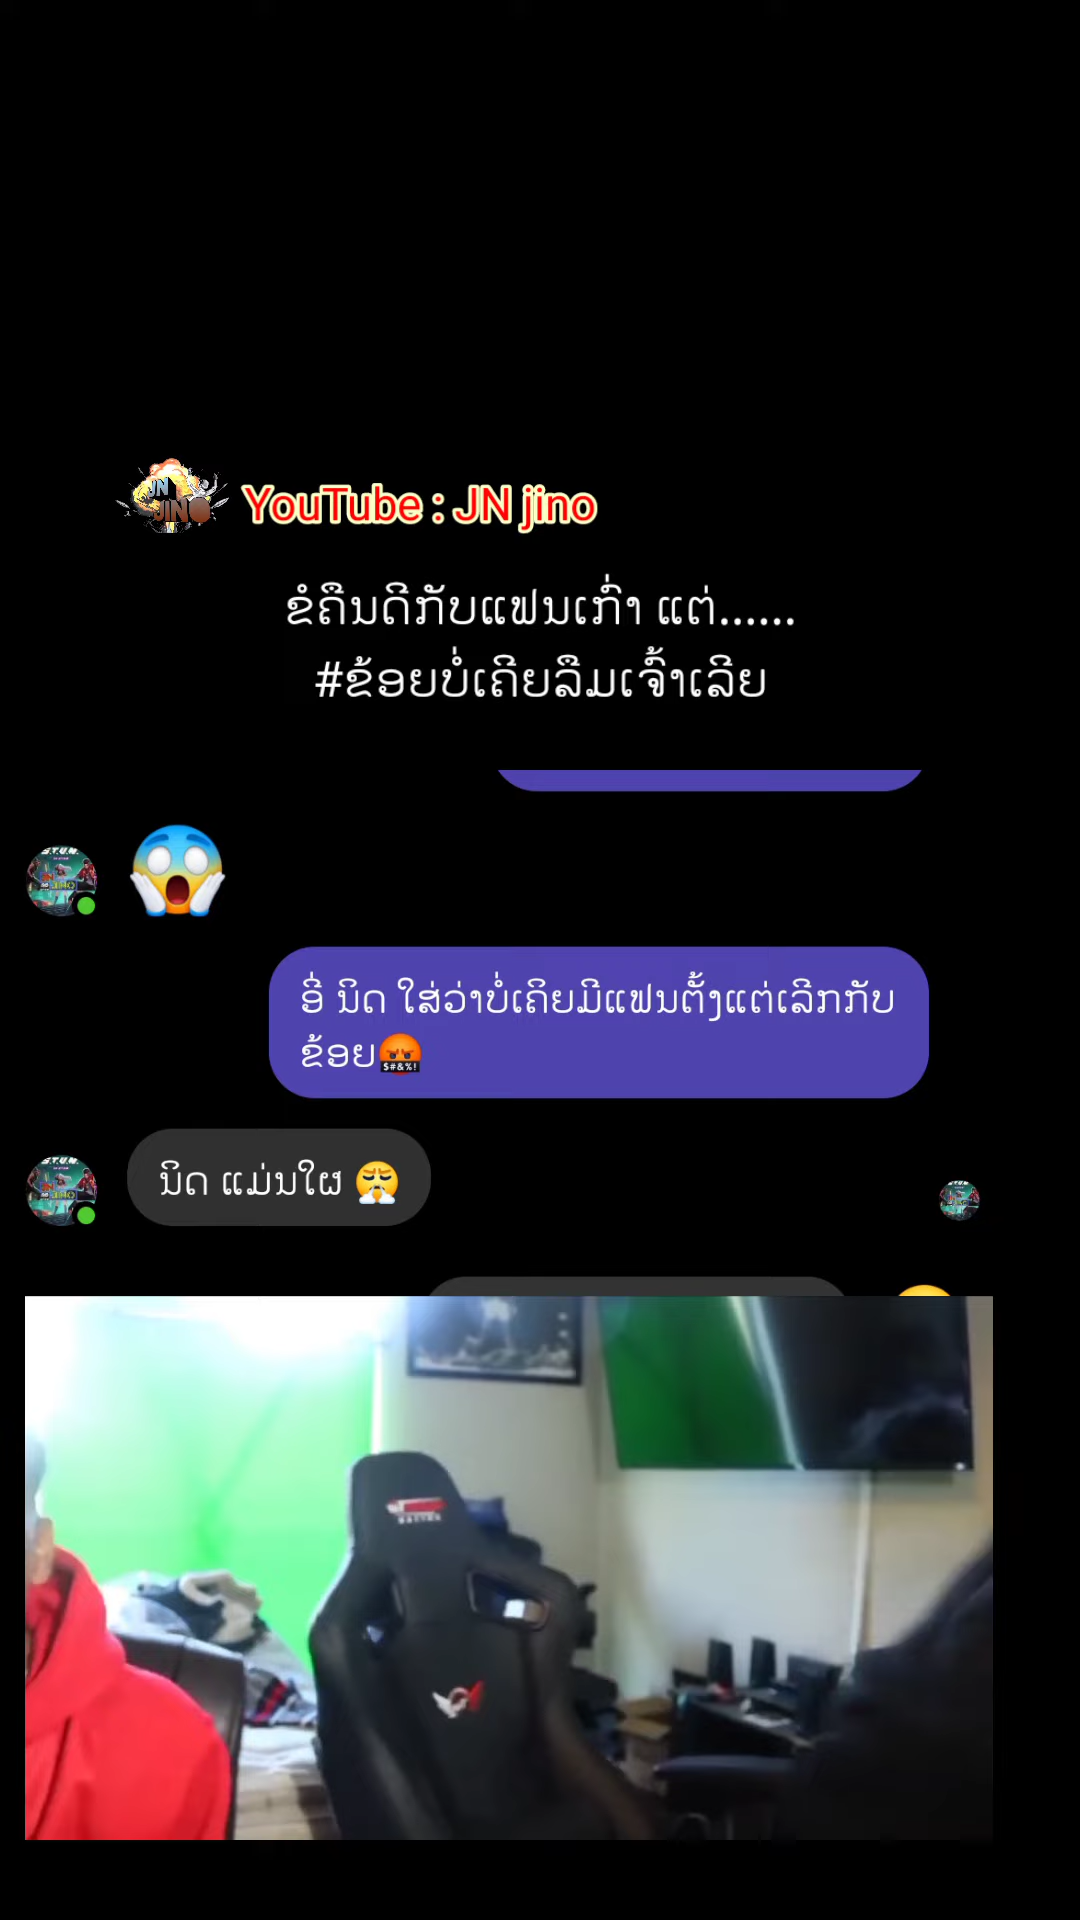 JN
JINO
YouTube : JN jino
ຂໍຄືນດີກັບແຟນເກົ່າ ແຕ່......
#ຂ້ອຍບໍ່ເຄີຍລືມເຈົ້າເລີຍ
S.T.U.N.
ອີ່ ນິດ ໃສ່ວ່າບໍ່ເຄິຍມີແຟນຕັ້ງແຕ່ເລີກກັບ
ຂ້ອຍ
ນິດ ແມ່ນໃຜ
S.T.U.N.
RACING